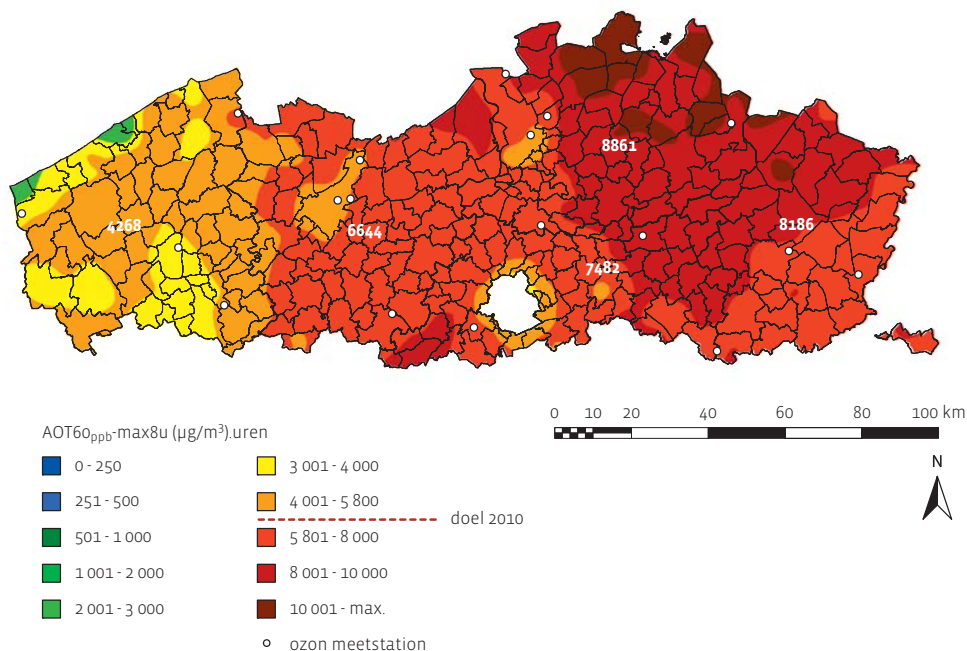 8861
4268
6644
8186
7482
AOT60ppb-max8u (µg/m³).uren
0 10 20 40 60 80 100 km
0 - 250
251 - 500
501 - 1 000
1 001 - 2 000
2 001 - 3 000
3 001 - 4 000
4 001 - 5 800
doel 2010
5 801 - 8 000
8 001 - 10 000
10 001 - max.
ozon meetstation
N